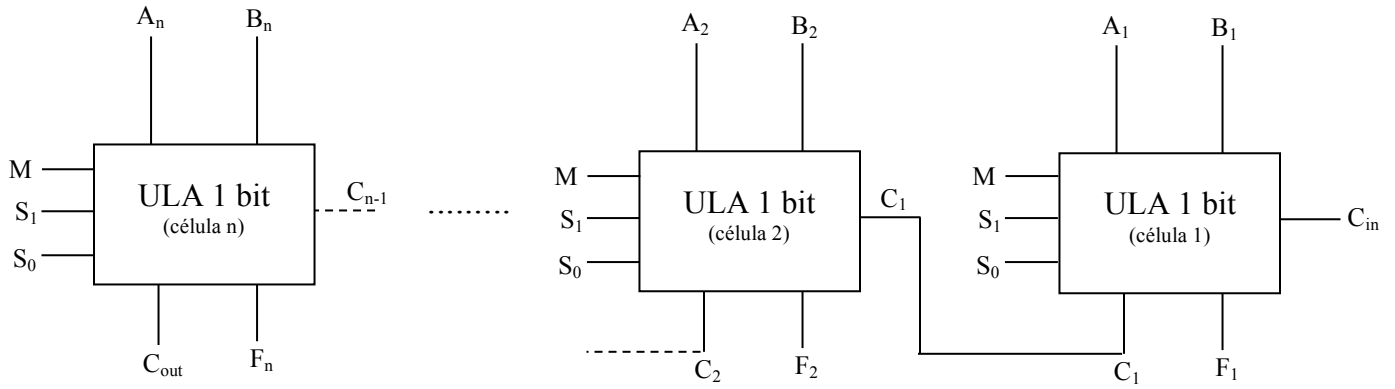 Aₙ Bₙ A₂ B₂ A₁ B₁
M ULA 1 bit Cₙ₋₁ M ULA 1 bit C₁ M ULA 1 bit
S₁ (célula n) .......... S₁ (célula 2) S₁ (célula 1) Cᵢₙ
S₀ S₀ S₀
Cₒᵤₜ Fₙ C₂ F₂ C₁ F₁